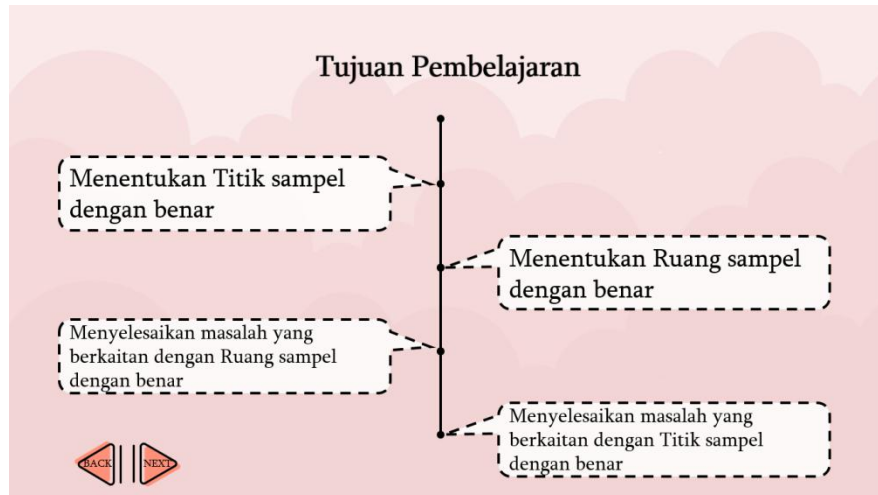 Tujuan Pembelajaran
Menentukan Titik sampel
dengan benar
Menentukan Ruang sampel
dengan benar
Menyelesaikan masalah yang
berkaitan dengan Ruang sampel
dengan benar
Menyelesaikan masalah yang
berkaitan dengan Titik sampel
dengan benar
BACK
NEXT